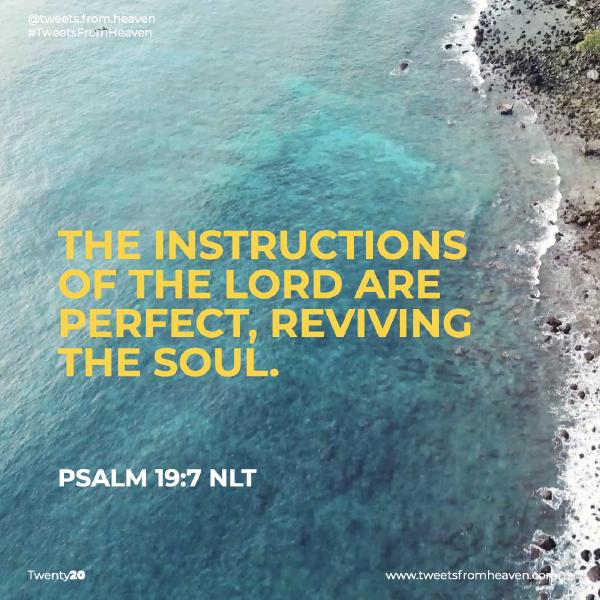 @tweets.from.heaven
#TweetsFromHeaven
THE INSTRUCTIONS
OF THE LORD ARE
PERFECT, REVIVING
THE SOUL.
PSALM 19:7 NLT
Twenty20
www.tweetsfromheaven.com